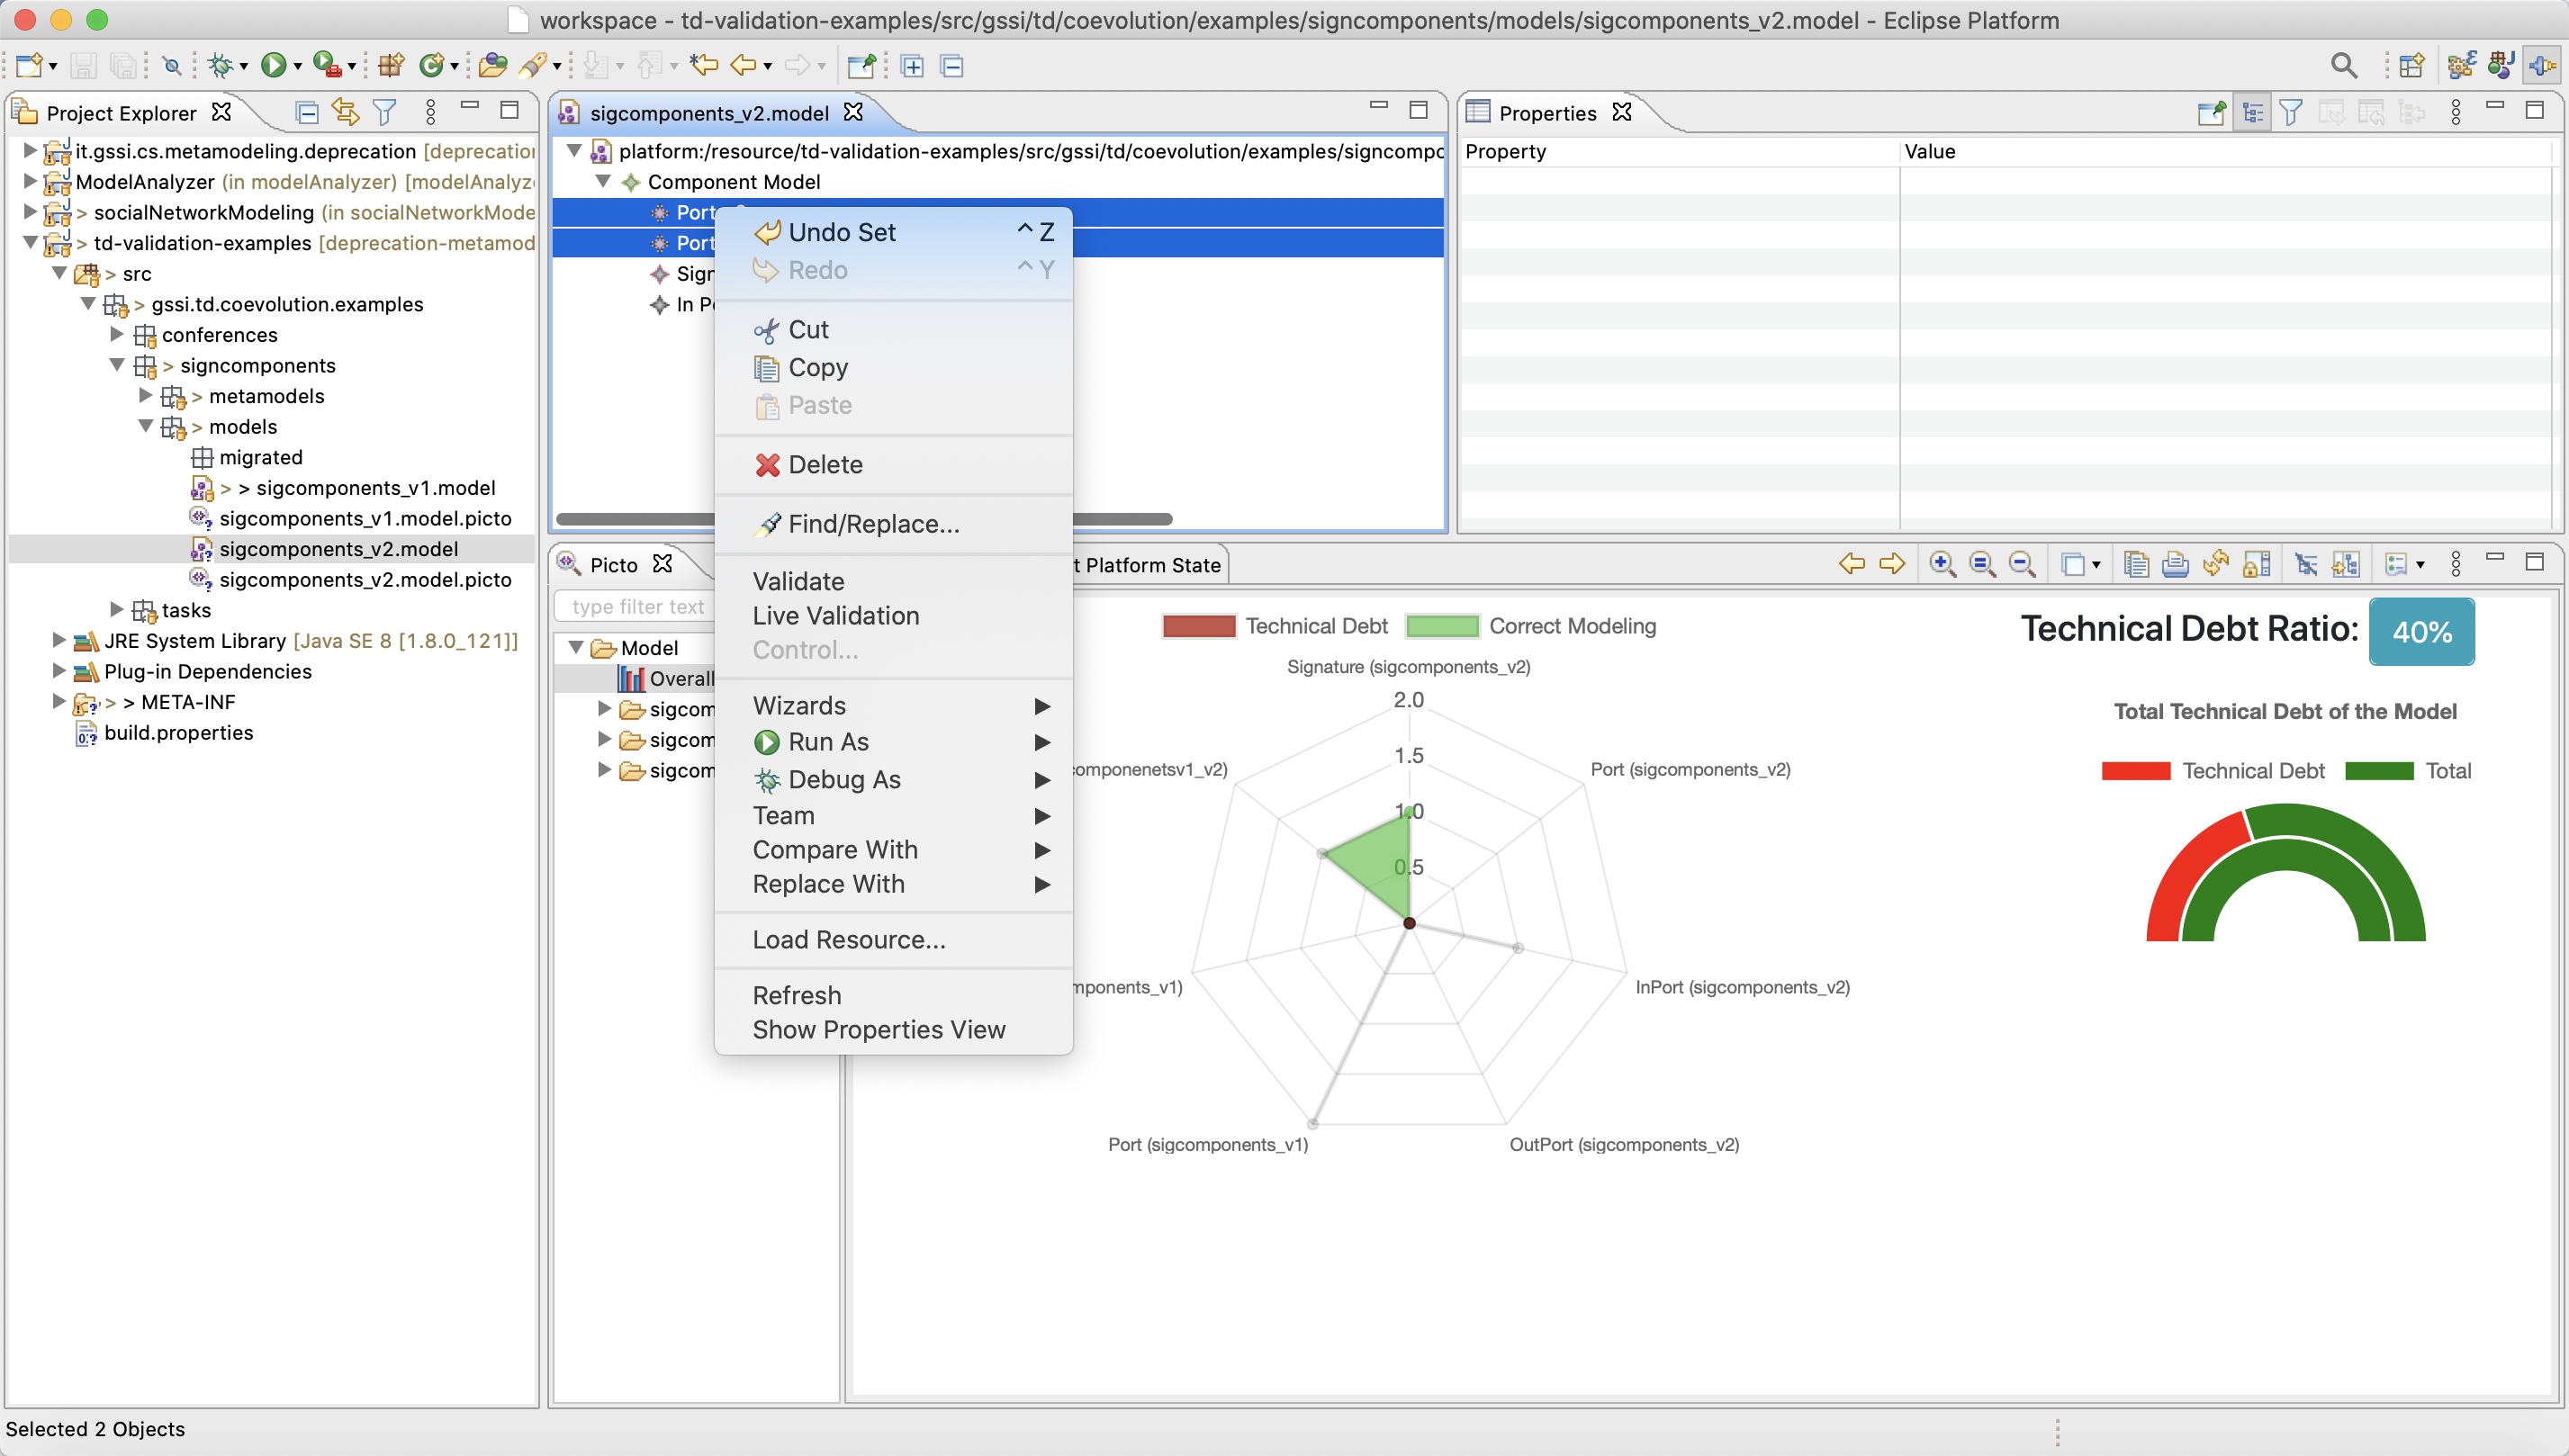 workspace - td-validation-examples/src/gssi/td/coevolution/examples/signcomponents/models/sigcomponents_v2.model - Eclipse Platform
Project Explorer
it.gssi.cs.metamodeling.deprecation [deprecation
ModelAnalyzer (in modelAnalyzer) [modelAnalyz
> socialNetworkModeling (in socialNetworkMode
> td-validation-examples [deprecation-metamod
> src
> gssi.td.coevolution.examples
conferences
> signcomponents
> metamodels
> models
migrated
> > sigcomponents_v1.model
sigcomponents_v1.model.picto
sigcomponents_v2.model
sigcomponents_v2.model.picto
tasks
JRE System Library [Java SE 8 [1.8.0_121]]
Plug-in Dependencies
> > META-INF
build.properties
sigcomponents_v2.model
platform:/resource/td-validation-examples/src/gssi/td/coevolution/examples/signcompo
Component Model
Port
Port
Sign
In Po
Undo Set ^ Z
Redo ^ Y
Cut
Copy
Paste
Delete
Find/Replace...
Validate
Live Validation
Control...
Wizards
Run As
Debug As
Team
Compare With
Replace With
Load Resource...
Refresh
Show Properties View
Properties
Property Value
Picto
t Platform State
type filter text
Model
Overall
sigcom
sigcom
sigcom
Technical Debt Correct Modeling
Signature (sigcomponents_v2)
2.0
1.5
1.0
0.5
componenetsv1_v2)
Port (sigcomponents_v2)
mponents_v1)
InPort (sigcomponents_v2)
Port (sigcomponents_v1)
OutPort (sigcomponents_v2)
Technical Debt Ratio: 40%
Total Technical Debt of the Model
Technical Debt Total
Selected 2 Objects